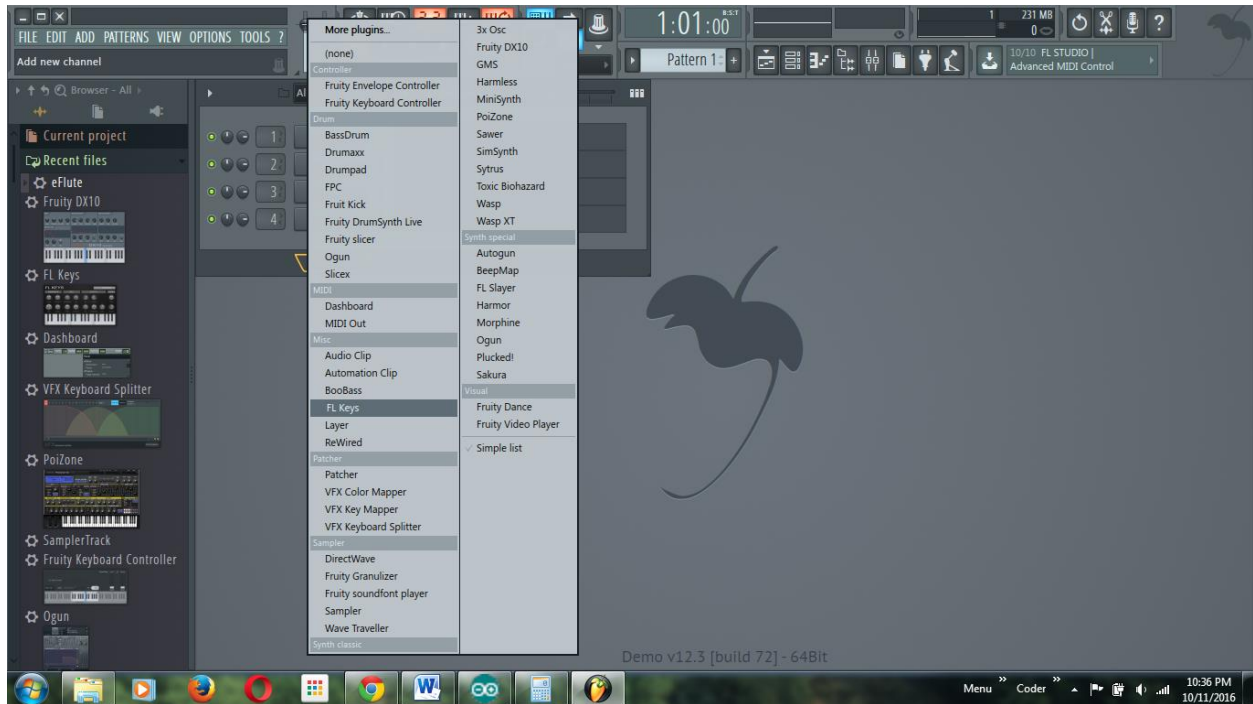 FILE EDIT ADD PATTERNS VIEW OPTIONS TOOLS ?
Add new channel
3.2
1:01:00
B:S:T
Pattern 1
+
1
231 MB
0
?
10/10 FL STUDIO |
Advanced MIDI Control
Browser - All
Current project
Recent files
eFlute
Fruity DX10
FL Keys
Dashboard
VFX Keyboard Splitter
PoiZone
SamplerTrack
Fruity Keyboard Controller
Ogun
1
2
3
4
More plugins...
(none)
Controller
Fruity Envelope Controller
Fruity Keyboard Controller
Drum
BassDrum
Drumaxx
Drumpad
FPC
Fruit Kick
Fruity DrumSynth Live
Fruity slicer
Ogun
Slicex
MIDI
Dashboard
MIDI Out
Misc
Audio Clip
Automation Clip
BooBass
FL Keys
Layer
ReWired
Patcher
Patcher
VFX Color Mapper
VFX Key Mapper
VFX Keyboard Splitter
Sampler
DirectWave
Fruity Granulizer
Fruity soundfont player
Sampler
Wave Traveller
Synth classic
3x Osc
Fruity DX10
GMS
Harmless
MiniSynth
PoiZone
Sawer
SimSynth
Sytrus
Toxic Biohazard
Wasp
Wasp XT
Synth special
Autogun
BeepMap
FL Slayer
Harmor
Morphine
Ogun
Plucked!
Sakura
Visual
Fruity Dance
Fruity Video Player
Simple list
Demo v12.3 [build 72] - 64Bit
Menu
Coder
10:36 PM
10/11/2016